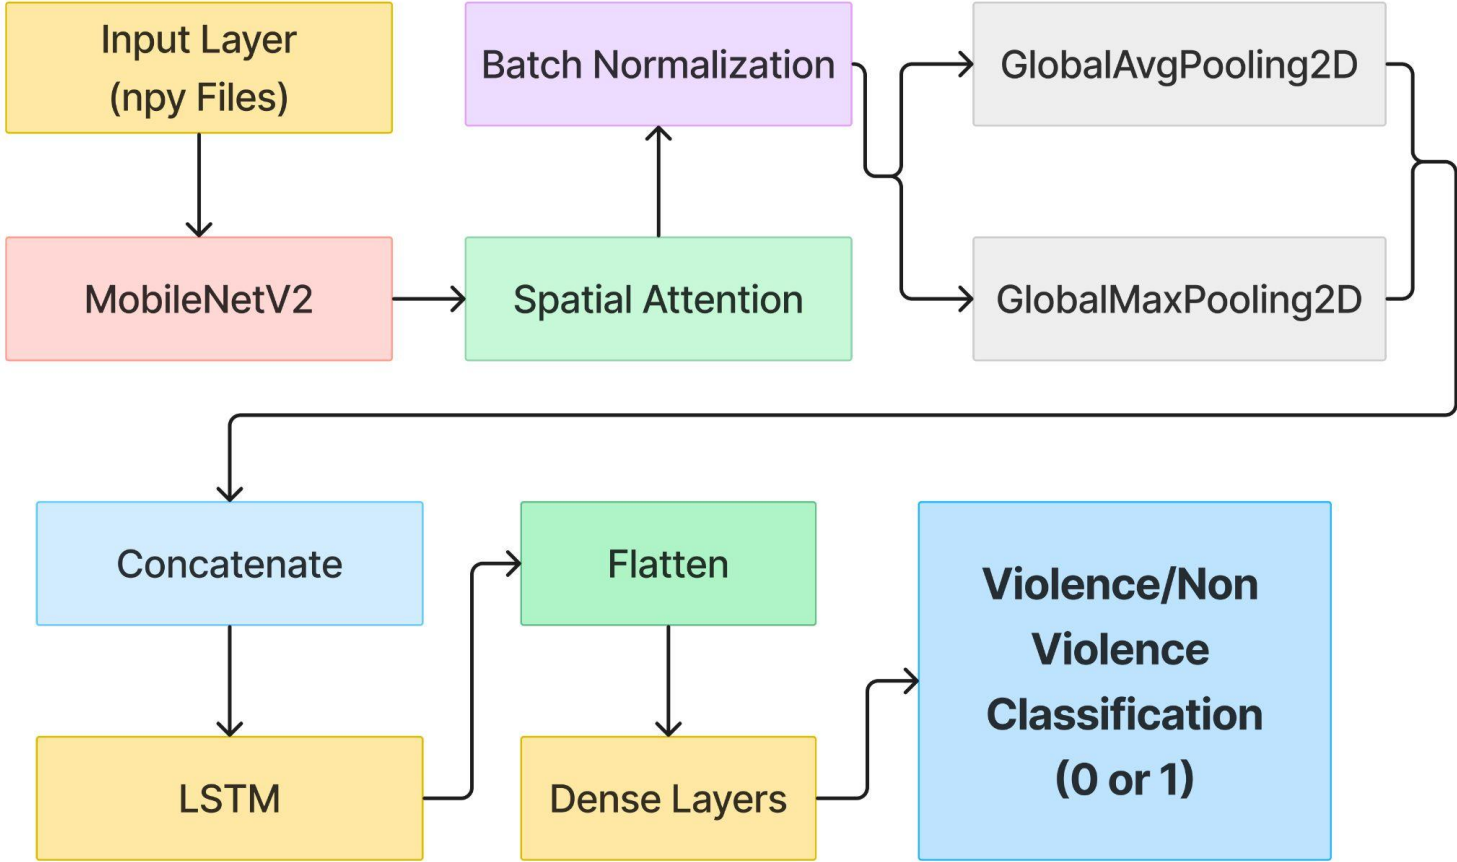 Input Layer
(npy Files)
MobileNetV2
Spatial Attention
Batch Normalization
GlobalAvgPooling2D
GlobalMaxPooling2D
Concatenate
LSTM
Flatten
Dense Layers
Violence/Non
Violence
Classification
(0 or 1)